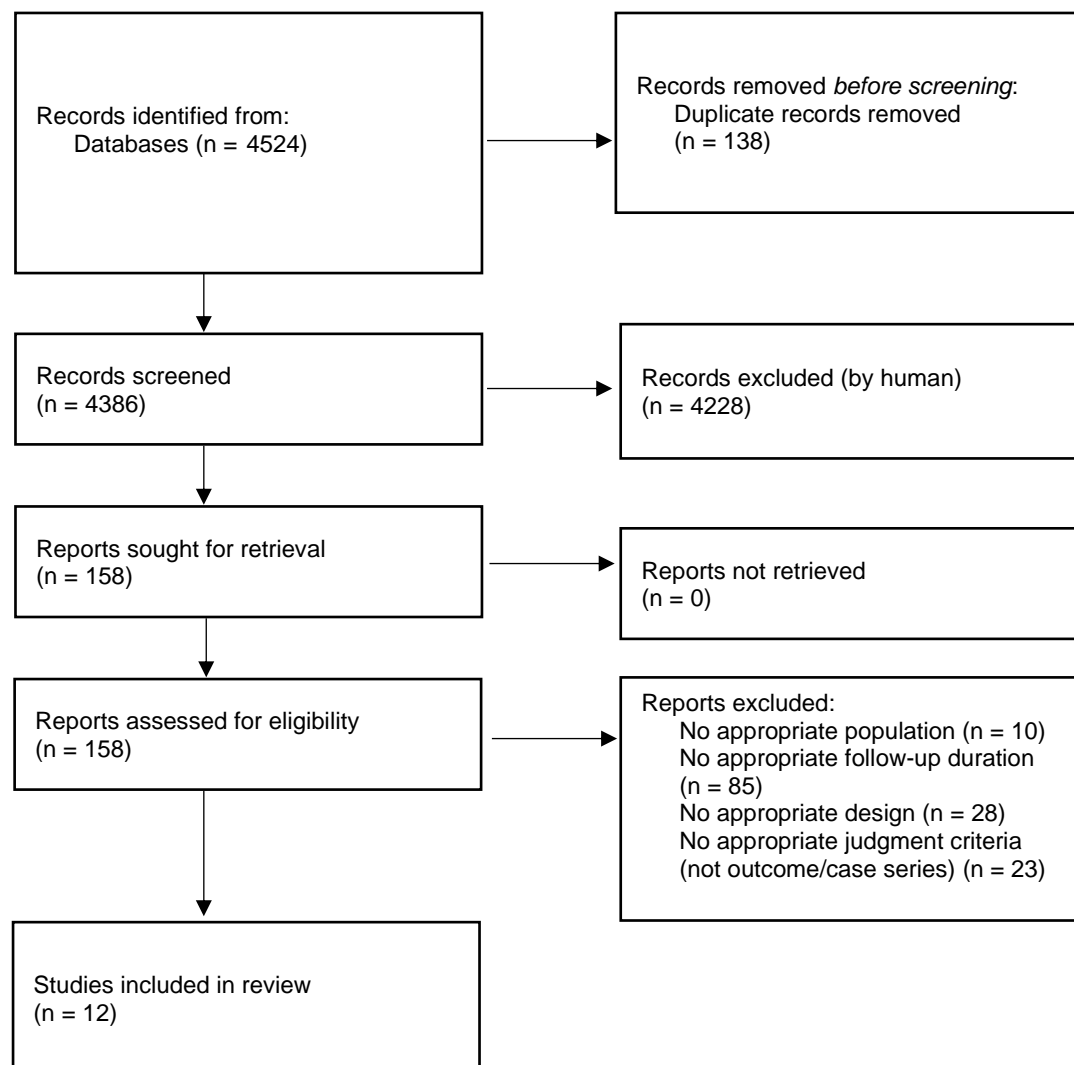 Records identified from:
Databases (n = 4524)
Records removed before screening:
Duplicate records removed
(n = 138)
Records screened
(n = 4386)
Records excluded (by human)
(n = 4228)
Reports sought for retrieval
(n = 158)
Reports not retrieved
(n = 0)
Reports assessed for eligibility
(n = 158)
Reports excluded:
No appropriate population (n = 10)
No appropriate follow-up duration
(n = 85)
No appropriate design (n = 28)
No appropriate judgment criteria
(not outcome/case series) (n = 23)
Studies included in review
(n = 12)